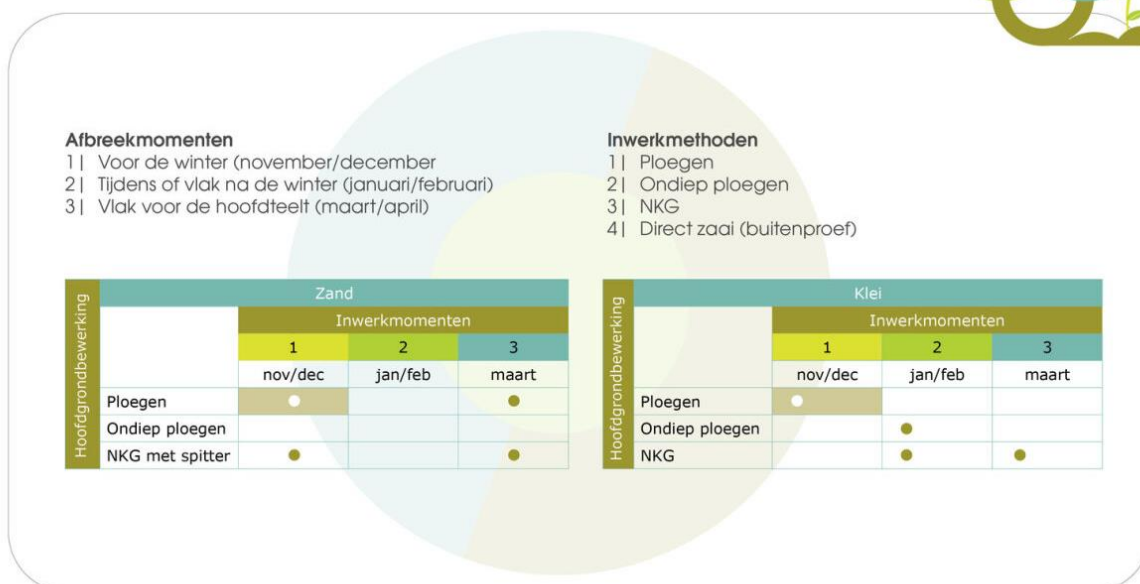 Afbreekmomenten
1| Voor de winter (november/december
2| Tijdens of vlak na de winter (januari/februari)
3| Vlak voor de hoofdteelt (maart/april)
Inwerkmethoden
1| Ploegen
2| Ondiep ploegen
3| NKG
4| Direct zaai (buitenproef)
Hoofdgrondbewerking
Zand
Inwerkmomenten
1 2 3
nov/dec jan/feb maart
Ploegen
Ondiep ploegen
NKG met spitter
Hoofdgrondbewerking
Klei
Inwerkmomenten
1 2 3
nov/dec jan/feb maart
Ploegen
Ondiep ploegen
NKG